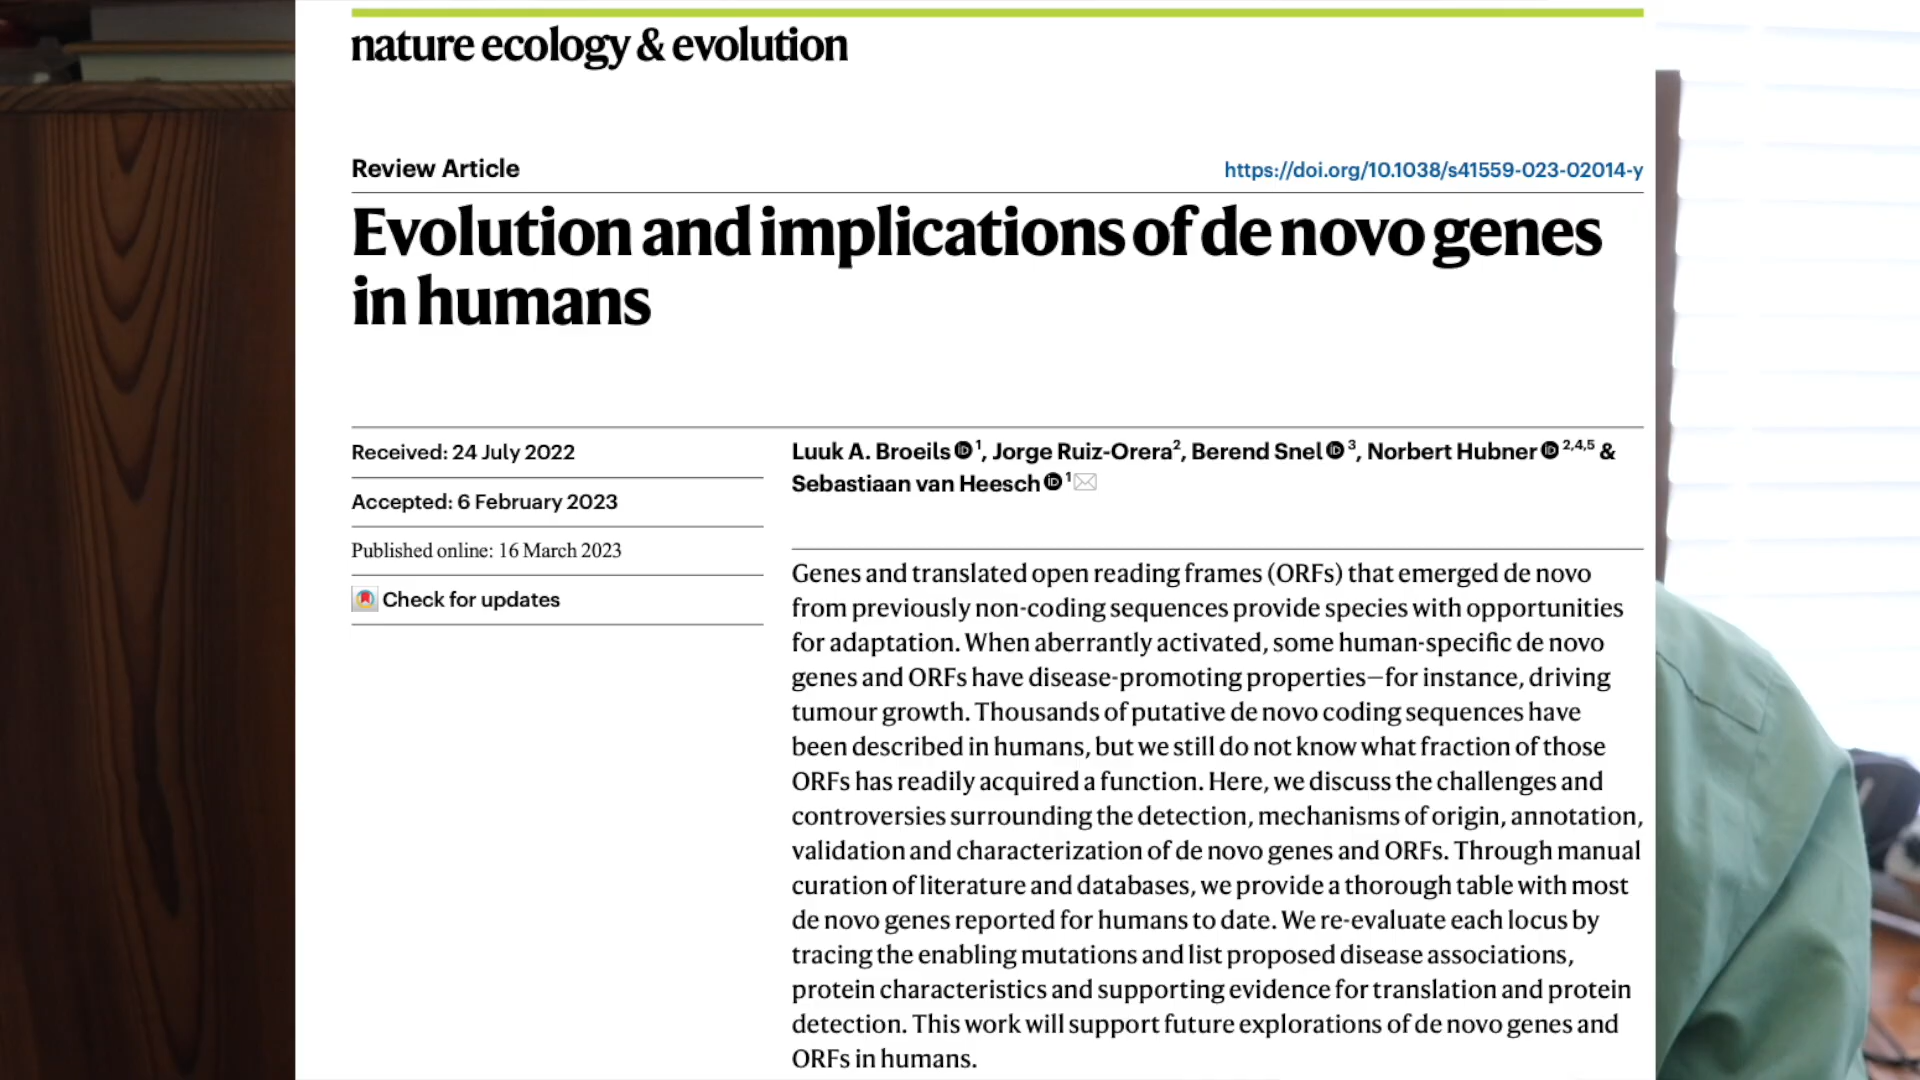 nature ecology & evolution
Review Article
https://doi.org/10.1038/s41559-023-02014-y
Evolution and implications of de novo genes
in humans
Received: 24 July 2022
Accepted: 6 February 2023
Published online: 16 March 2023
Check for updates
Luuk A. Broeils 1, Jorge Ruiz-Orera2, Berend Snel 3, Norbert Hubner 2,4,5 &
Sebastiaan van Heesch 1
Genes and translated open reading frames (ORFs) that emerged de novo
from previously non-coding sequences provide species with opportunities
for adaptation. When aberrantly activated, some human-specific de novo
genes and ORFs have disease-promoting properties—for instance, driving
tumour growth. Thousands of putative de novo coding sequences have
been described in humans, but we still do not know what fraction of those
ORFs has readily acquired a function. Here, we discuss the challenges and
controversies surrounding the detection, mechanisms of origin, annotation,
validation and characterization of de novo genes and ORFs. Through manual
curation of literature and databases, we provide a thorough table with most
de novo genes reported for humans to date. We re-evaluate each locus by
tracing the enabling mutations and list proposed disease associations,
protein characteristics and supporting evidence for translation and protein
detection. This work will support future explorations of de novo genes and
ORFs in humans.